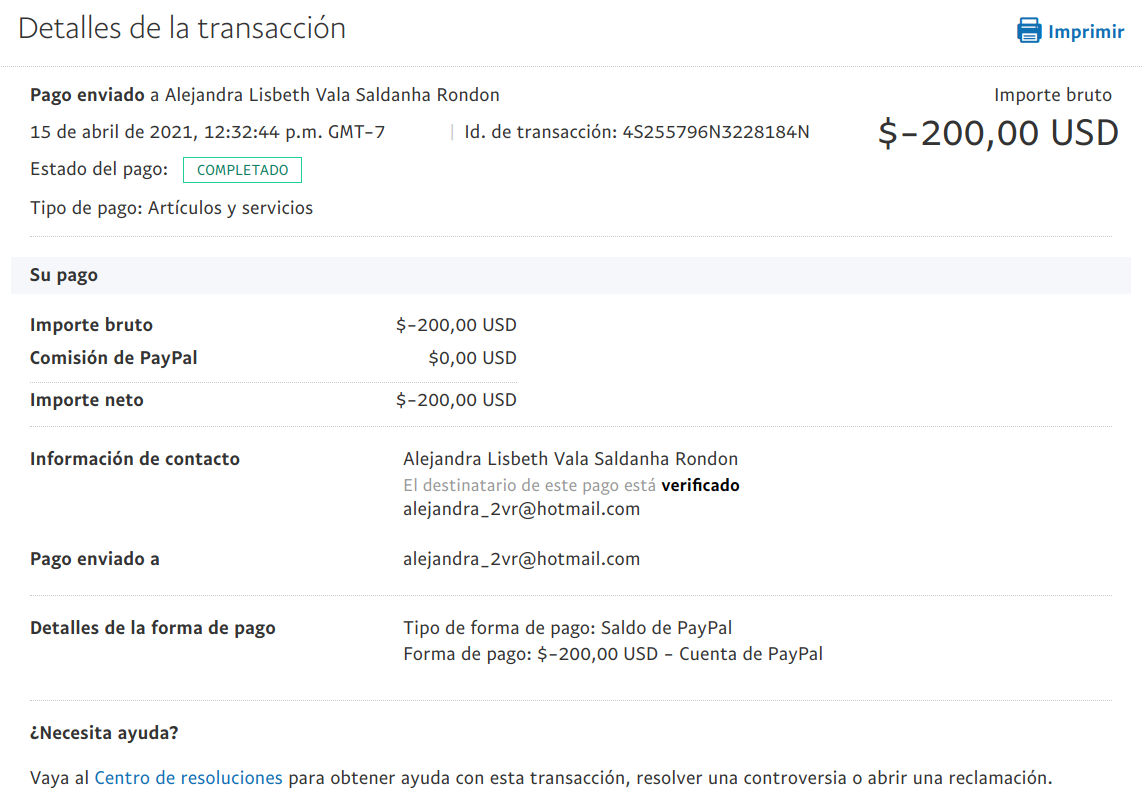 Detalles de la transacción
Imprimir
Pago enviado a Alejandra Lisbeth Vala Saldanha Rondon
Importe bruto
15 de abril de 2021, 12:32:44 p.m. GMT-7 | Id. de transacción: 4S255796N3228184N
$-200,00 USD
Estado del pago: COMPLETADO
Tipo de pago: Artículos y servicios
Su pago
Importe bruto $-200,00 USD
Comisión de PayPal $0,00 USD
Importe neto $-200,00 USD
Información de contacto Alejandra Lisbeth Vala Saldanha Rondon
El destinatario de este pago está verificado
alejandra_2vr@hotmail.com
Pago enviado a alejandra_2vr@hotmail.com
Detalles de la forma de pago Tipo de forma de pago: Saldo de PayPal
Forma de pago: $-200,00 USD - Cuenta de PayPal
¿Necesita ayuda?
Vaya al Centro de resoluciones para obtener ayuda con esta transacción, resolver una controversia o abrir una reclamación.